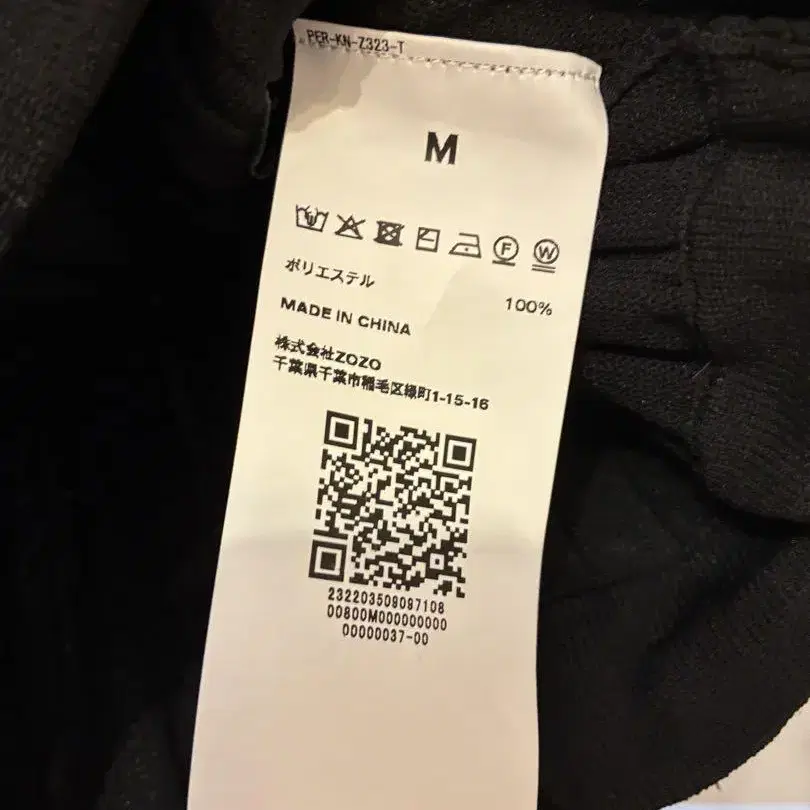 PER-KN-Z323-T
M
F W
ポリエステル 100%
MADE IN CHINA
株式会社ZOZO
千葉県千葉市稲毛区緑町1-15-16
232203509097108
00800M000000000
00000037-00